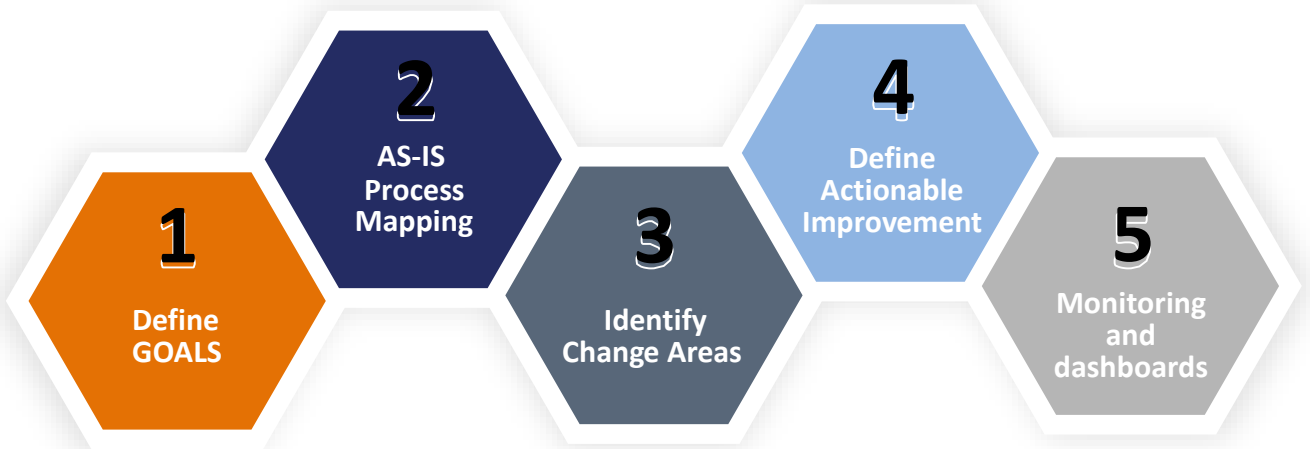 1
Define
GOALS
2
AS-IS
Process
Mapping
3
Identify
Change Areas
4
Define
Actionable
Improvement
5
Monitoring
and
dashboards